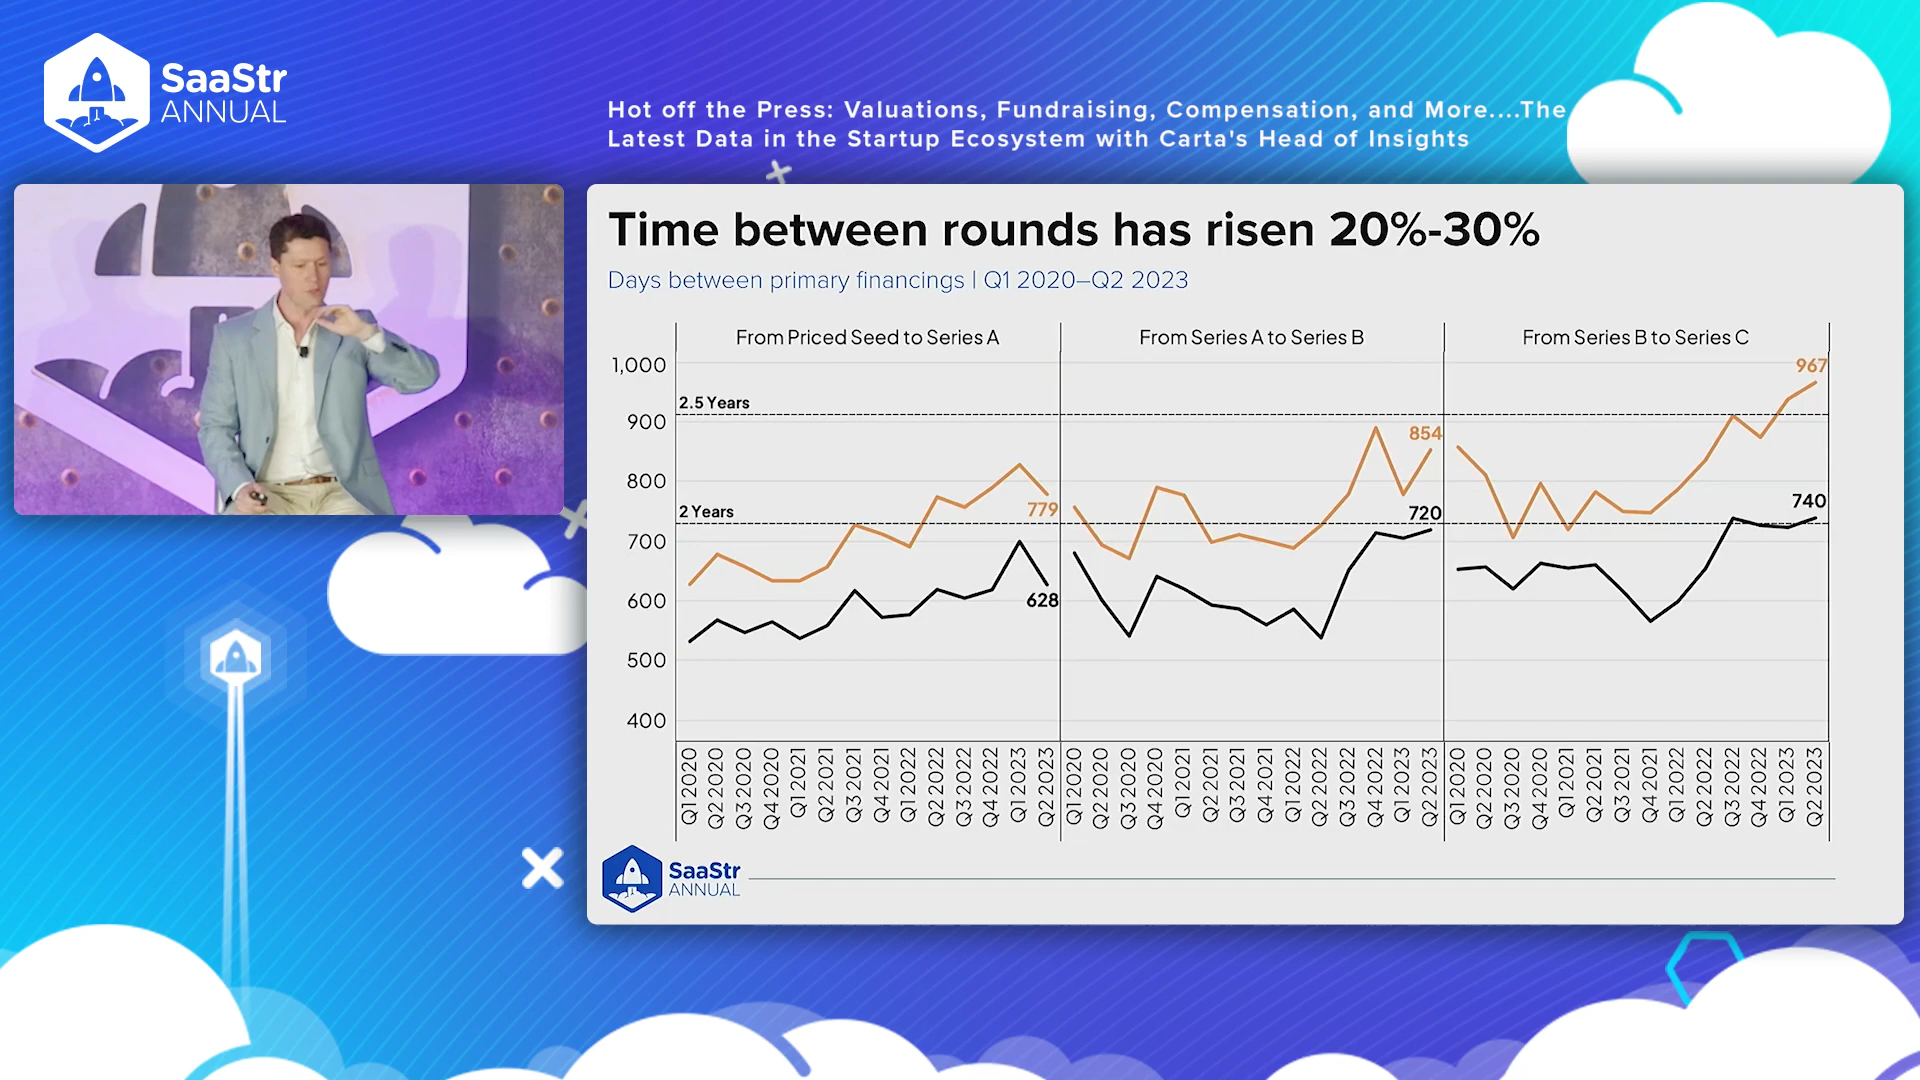 SaaStr
ANNUAL
Hot off the Press: Valuations, Fundraising, Compensation, and More....The
Latest Data in the Startup Ecosystem with Carta's Head of Insights
Time between rounds has risen 20%-30%
Days between primary financings | Q1 2020–Q2 2023
From Priced Seed to Series A
From Series A to Series B
From Series B to Series C
1,000
900
800
700
600
500
400
2.5 Years
2 Years
779
628
854
720
967
740
Q1 2020
Q2 2020
Q3 2020
Q4 2020
Q1 2021
Q2 2021
Q3 2021
Q4 2021
Q1 2022
Q2 2022
Q3 2022
Q4 2022
Q1 2023
Q2 2023
Q1 2020
Q2 2020
Q3 2020
Q4 2020
Q1 2021
Q2 2021
Q3 2021
Q4 2021
Q1 2022
Q2 2022
Q3 2022
Q4 2022
Q1 2023
Q2 2023
Q1 2020
Q2 2020
Q3 2020
Q4 2020
Q1 2021
Q2 2021
Q3 2021
Q4 2021
Q1 2022
Q2 2022
Q3 2022
Q4 2022
Q1 2023
Q2 2023
SaaStr
ANNUAL